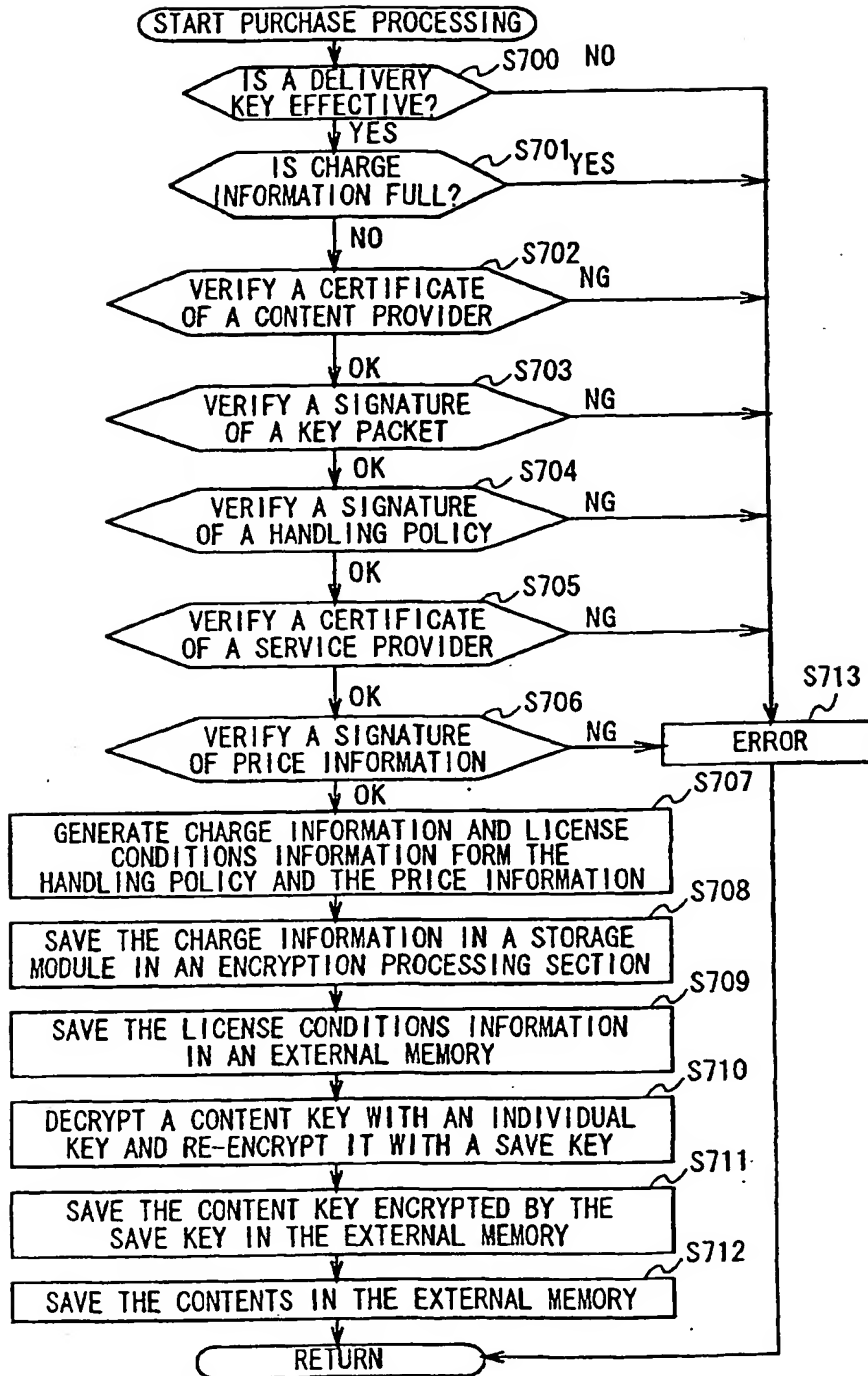 START PURCHASE PROCESSING
S700 NO
IS A DELIVERY
KEY EFFECTIVE?
YES
S701
IS CHARGE
INFORMATION FULL?
YES
NO
S702
VERIFY A CERTIFICATE
OF A CONTENT PROVIDER
NG
OK
S703
VERIFY A SIGNATURE
OF A KEY PACKET
NG
OK
S704
VERIFY A SIGNATURE
OF A HANDLING POLICY
NG
OK
S705
VERIFY A CERTIFICATE
OF A SERVICE PROVIDER
NG
OK
S706
VERIFY A SIGNATURE
OF PRICE INFORMATION
NG
S713
ERROR
OK
S707
GENERATE CHARGE INFORMATION AND LICENSE
CONDITIONS INFORMATION FORM THE
HANDLING POLICY AND THE PRICE INFORMATION
S708
SAVE THE CHARGE INFORMATION IN A STORAGE
MODULE IN AN ENCRYPTION PROCESSING SECTION
S709
SAVE THE LICENSE CONDITIONS INFORMATION
IN AN EXTERNAL MEMORY
S710
DECRYPT A CONTENT KEY WITH AN INDIVIDUAL
KEY AND RE-ENCRYPT IT WITH A SAVE KEY
S711
SAVE THE CONTENT KEY ENCRYPTED BY THE
SAVE KEY IN THE EXTERNAL MEMORY
S712
SAVE THE CONTENTS IN THE EXTERNAL MEMORY
RETURN